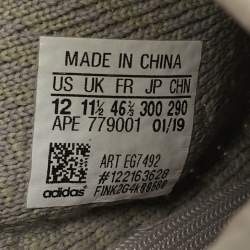 MADE IN CHINA
US UK FR JP CHN
12 11½ 46⅔ 300 290
APE 779001 01/19
ART EG7492
#122163628
adidas